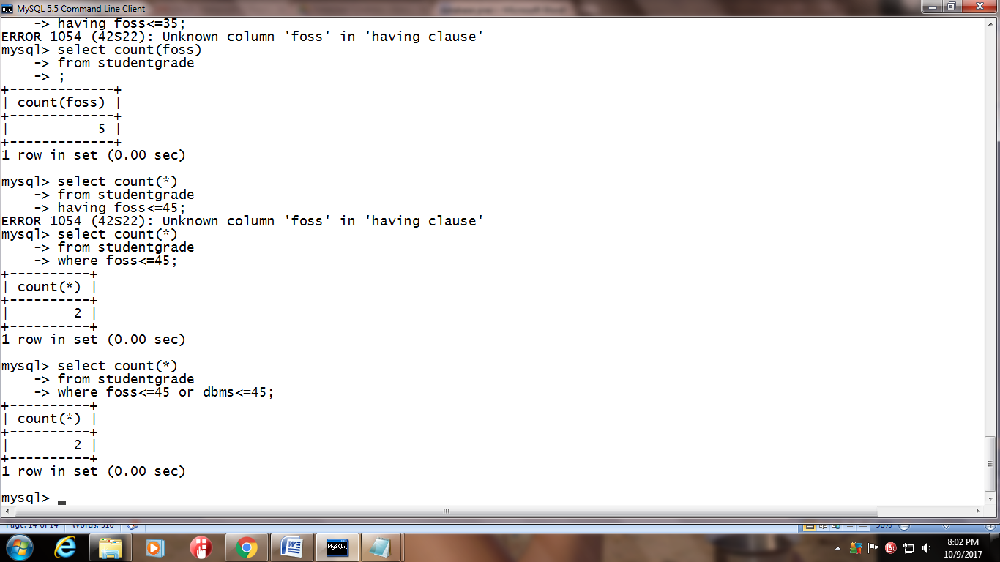 MySQL 5.5 Command Line Client
    -> having foss<=35;
ERROR 1054 (42S22): Unknown column 'foss' in 'having clause'
mysql> select count(foss)
    -> from studentgrade
    -> ;
+-------------+
| count(foss) |
+-------------+
|           5 |
+-------------+
1 row in set (0.00 sec)

mysql> select count(*)
    -> from studentgrade
    -> having foss<=45;
ERROR 1054 (42S22): Unknown column 'foss' in 'having clause'
mysql> select count(*)
    -> from studentgrade
    -> where foss<=45;
+----------+
| count(*) |
+----------+
|        2 |
+----------+
1 row in set (0.00 sec)

mysql> select count(*)
    -> from studentgrade
    -> where foss<=45 or dbms<=45;
+----------+
| count(*) |
+----------+
|        2 |
+----------+
1 row in set (0.00 sec)

mysql>
Page: 14 of 14 Words: 310 98%
MySQL
8:02 PM
10/9/2017